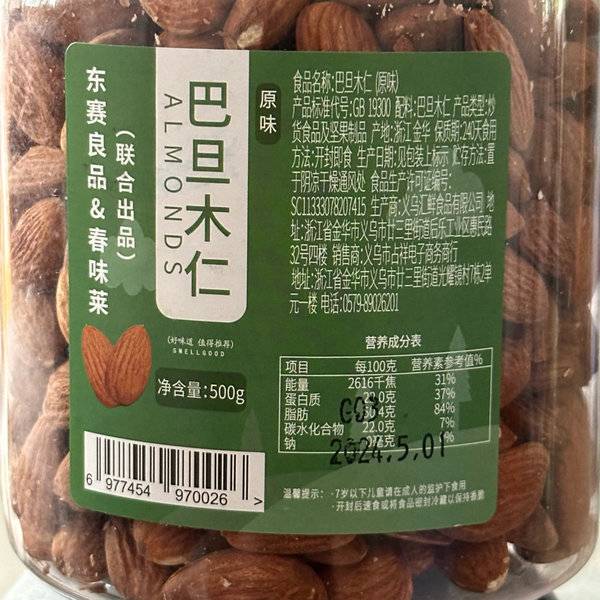 东赛良品&春味莱
(联合出品)
巴旦木仁
ALMONDS
原味
(好味道 值得推荐)
SMELLGOOD
净含量:500g
6 977454 970026 >
食品名称:巴旦木仁 (原味)
产品标准代号:GB 19300 配料:巴旦木仁 产品类型:炒
货食品及坚果制品 产地:浙江金华 保质期:240天食用
方法:开封即食 生产日期:见包装上标示 贮存方法:置
于阴凉干燥通风处 食品生产许可证编号:
SC11333078207415 生产商:义乌汇鲜食品有限公司 地
址:浙江省金华市义乌市廿三里街道后乐工业区襄民路
32号四楼 销售商:义乌市占祥电子商务商行
地址:浙江省金华市义乌市廿三里街道光耀源村7栋2单
元一楼 电话:0579-89026201
营养成分表
项目 每100克 营养素参考值%
能量 2616千焦 31%
蛋白质 37%
脂肪 84%
碳水化合物 22.0克 7%
钠
2024.5.01
温馨提示: ·7岁以下儿童请在成人的监护下食用
·开封后速食或将食品密封冷藏以保持香脆